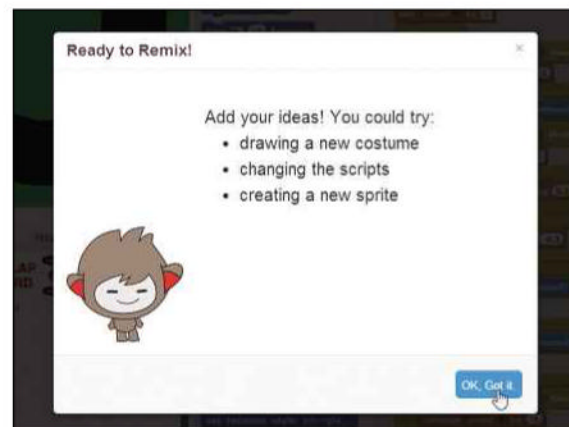 Ready to Remix!
×
Add your ideas! You could try:
• drawing a new costume
• changing the scripts
• creating a new sprite
OK, Got it